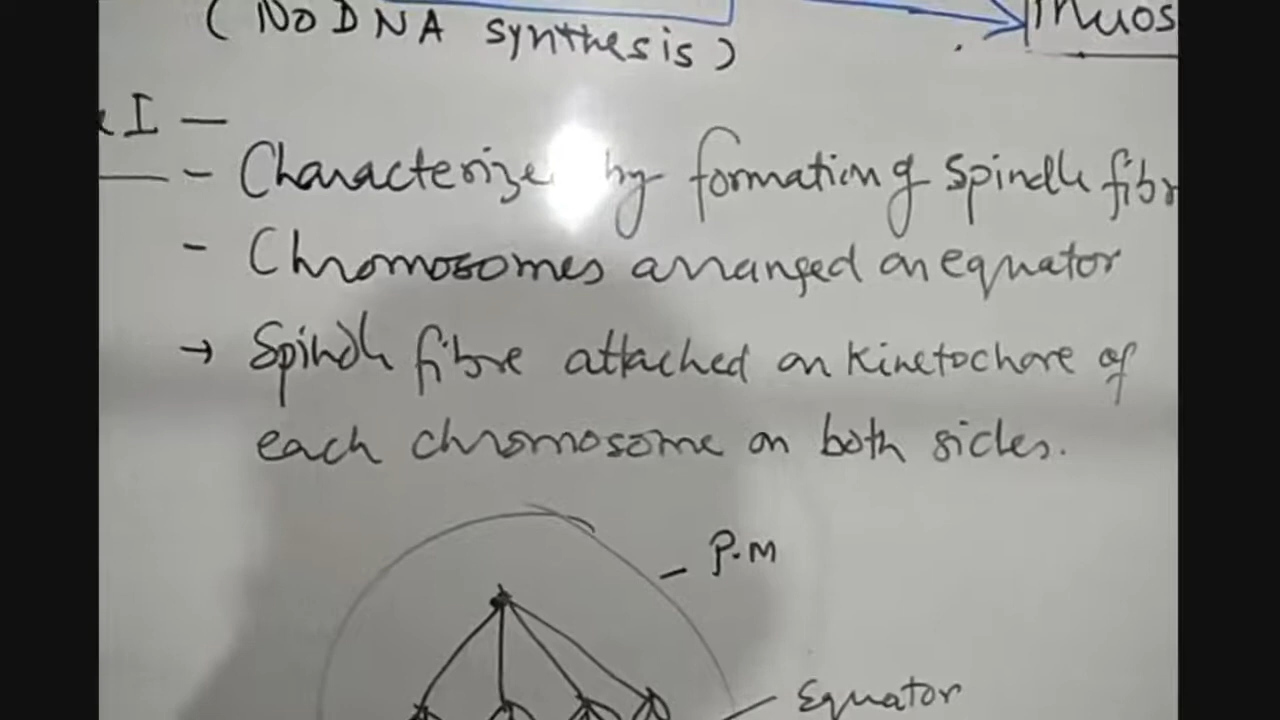 (NO DNA synthesis)
I -
- Characterize by formation of spindle fibr
- Chromosomes arranged on equator
→ Spindle fibre attached on kinetochore of
each chromosome on both sides.
- P.M
Equator